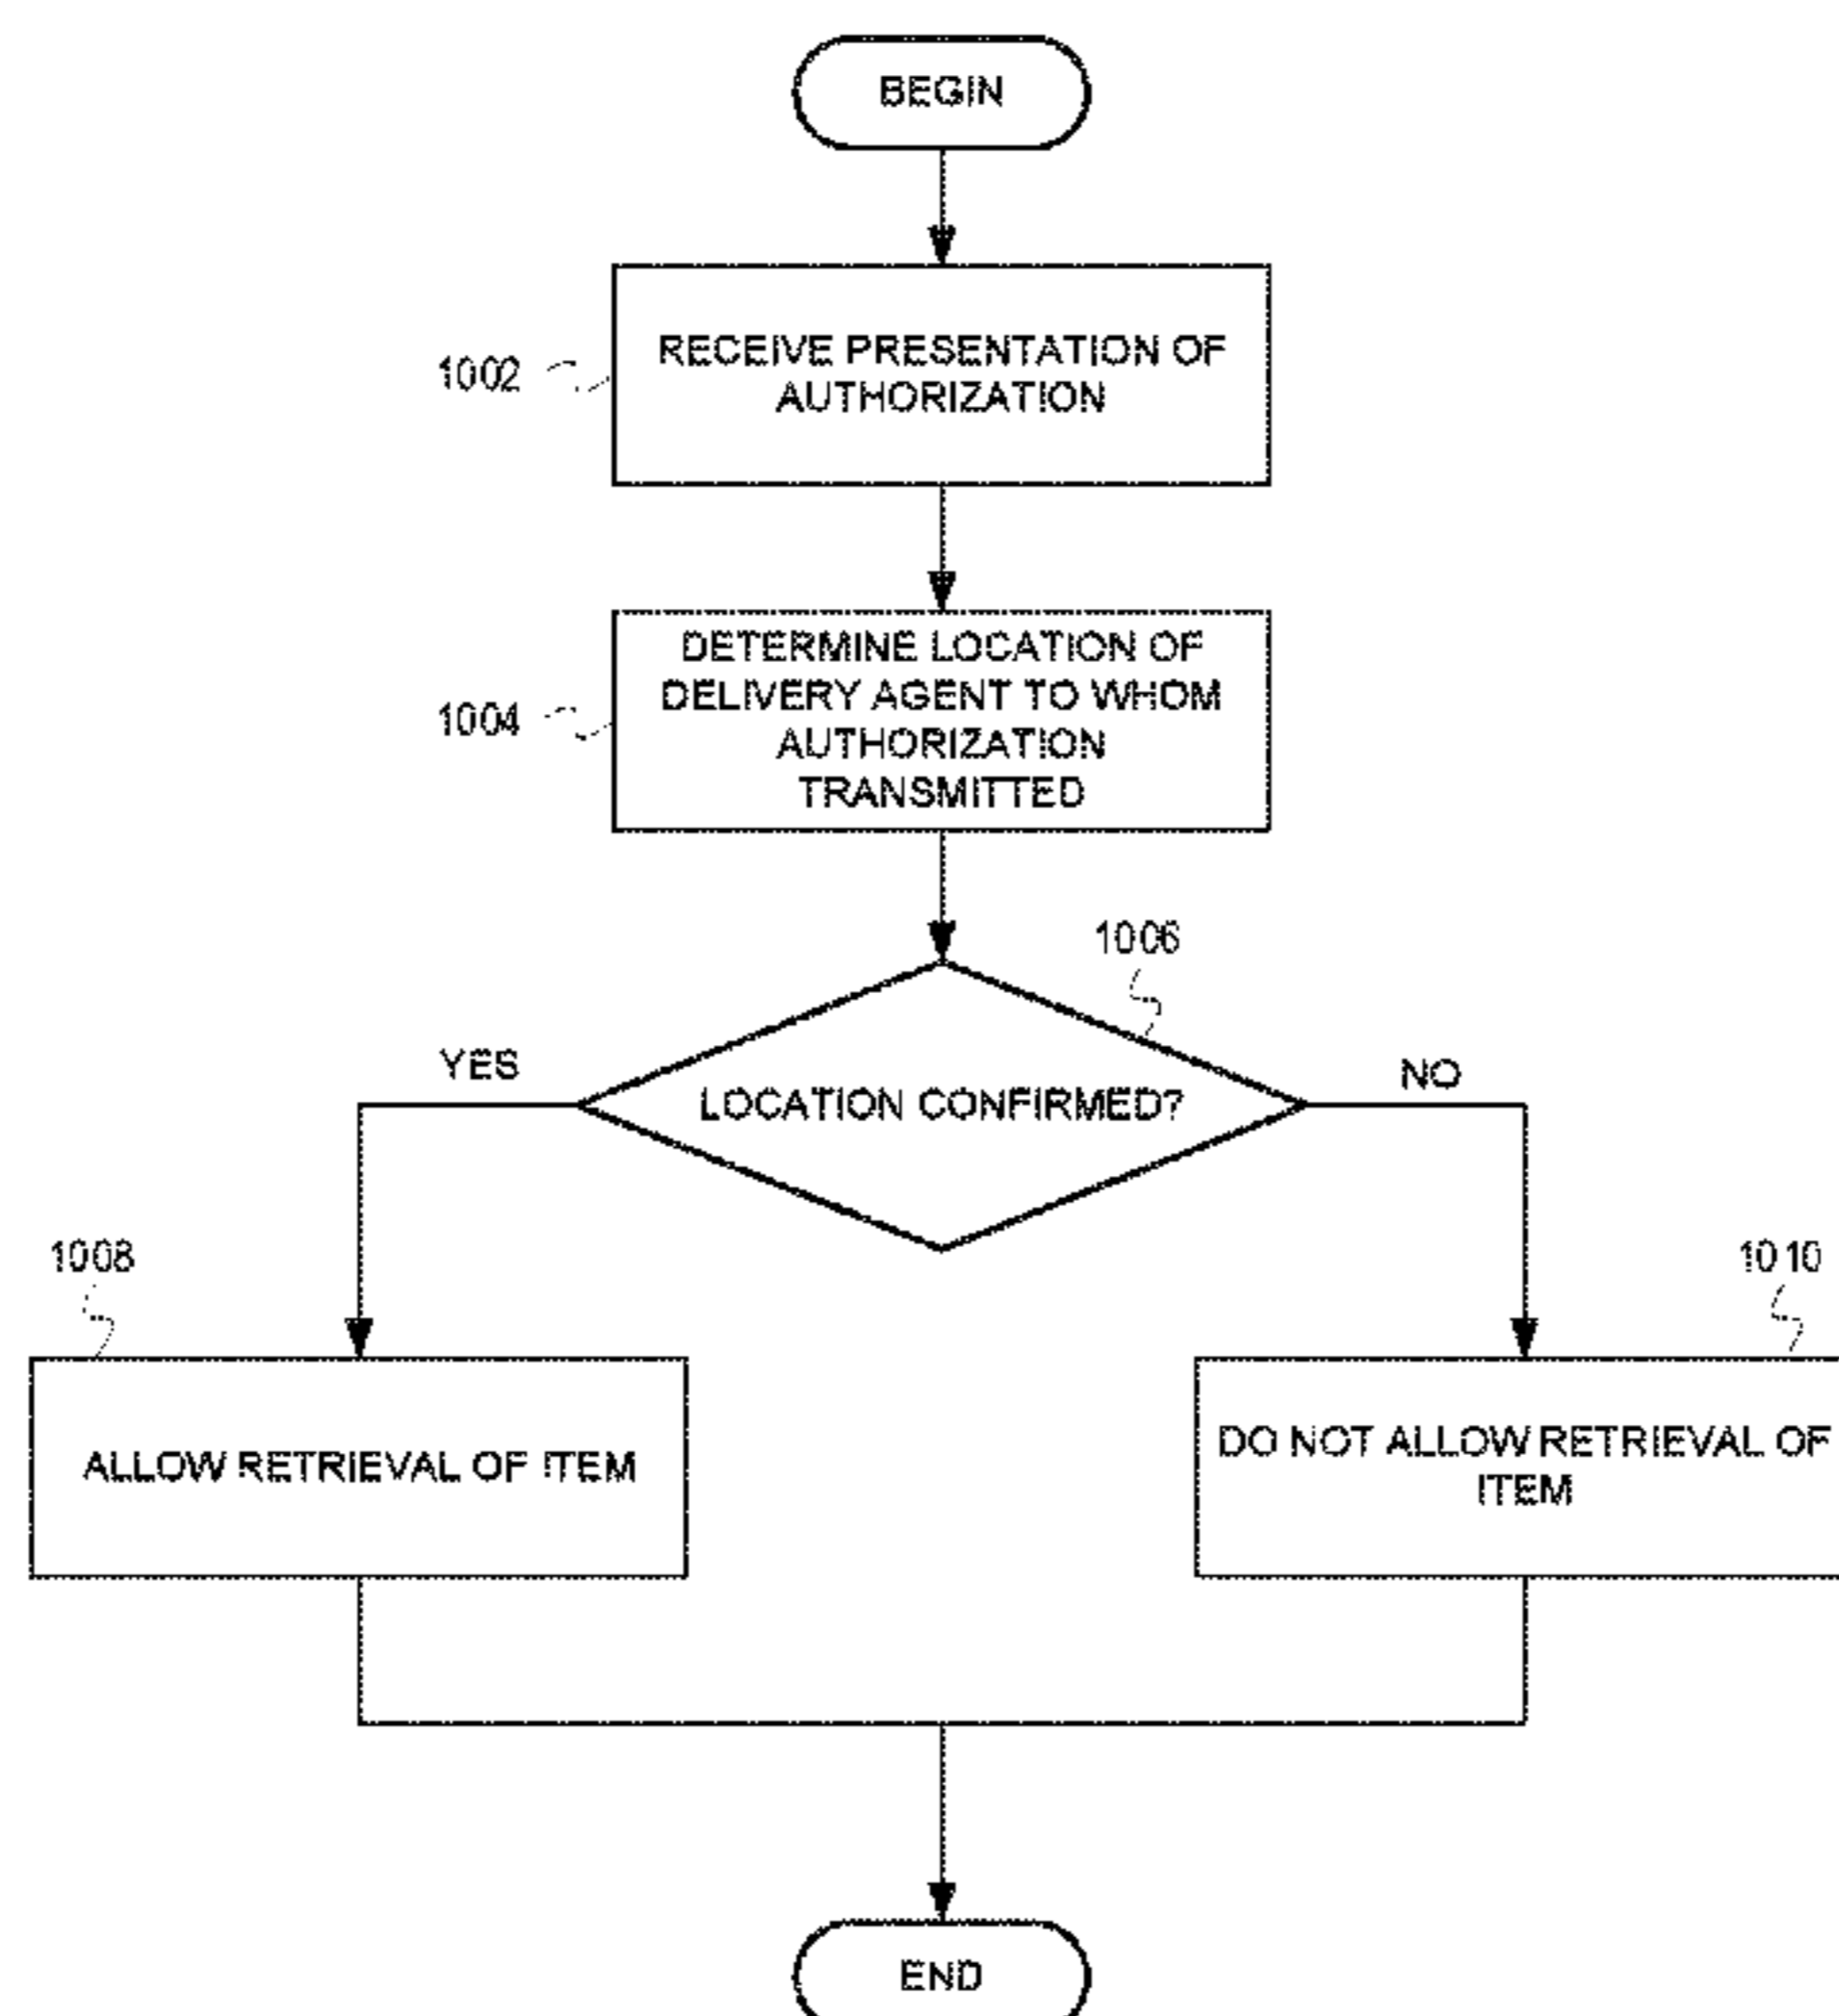 BEGIN
1002
RECEIVE PRESENTATION OF
AUTHORIZATION
1004
DETERMINE LOCATION OF
DELIVERY AGENT TO WHOM
AUTHORIZATION
TRANSMITTED
1006
YES
LOCATION CONFIRMED?
NO
1008
1010
ALLOW RETRIEVAL OF ITEM
DO NOT ALLOW RETRIEVAL OF
ITEM
END